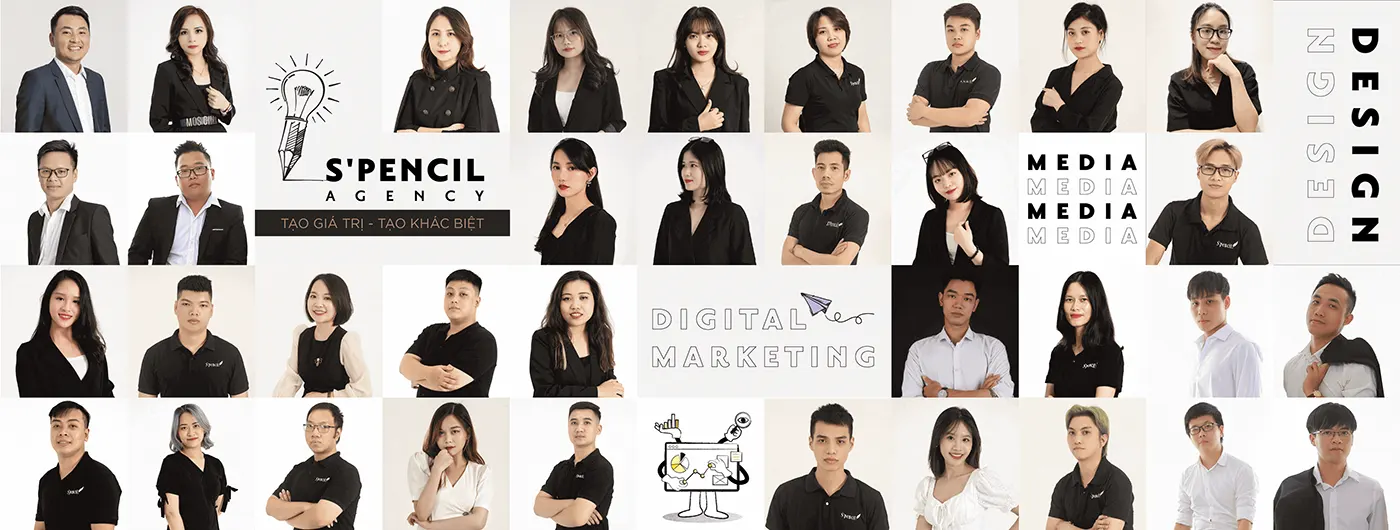 S'PENCIL
AGENCY
TẠO GIÁ TRỊ - TẠO KHÁC BIỆT
DESIGN
DESIGN
MEDIA
MEDIA
MEDIA
MEDIA
DIGITAL
MARKETING